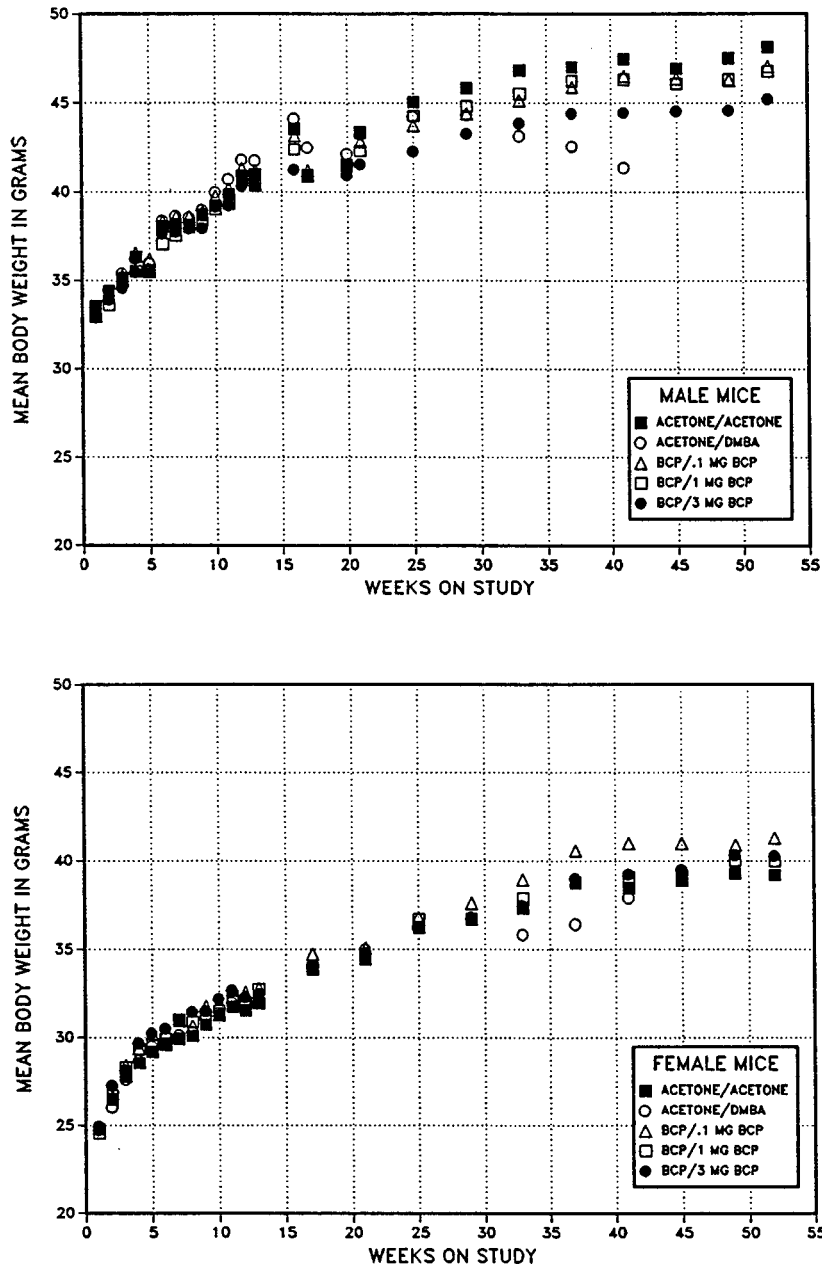 50
45
40
35
30
25
20
MEAN BODY WEIGHT IN GRAMS
MALE MICE
ACETONE/ACETONE
ACETONE/DMBA
BCP/.1 MG BCP
BCP/1 MG BCP
BCP/3 MG BCP
0 5 10 15 20 25 30 35 40 45 50 55
WEEKS ON STUDY
50
45
40
35
30
25
20
MEAN BODY WEIGHT IN GRAMS
FEMALE MICE
ACETONE/ACETONE
ACETONE/DMBA
BCP/.1 MG BCP
BCP/1 MG BCP
BCP/3 MG BCP
0 5 10 15 20 25 30 35 40 45 50 55
WEEKS ON STUDY